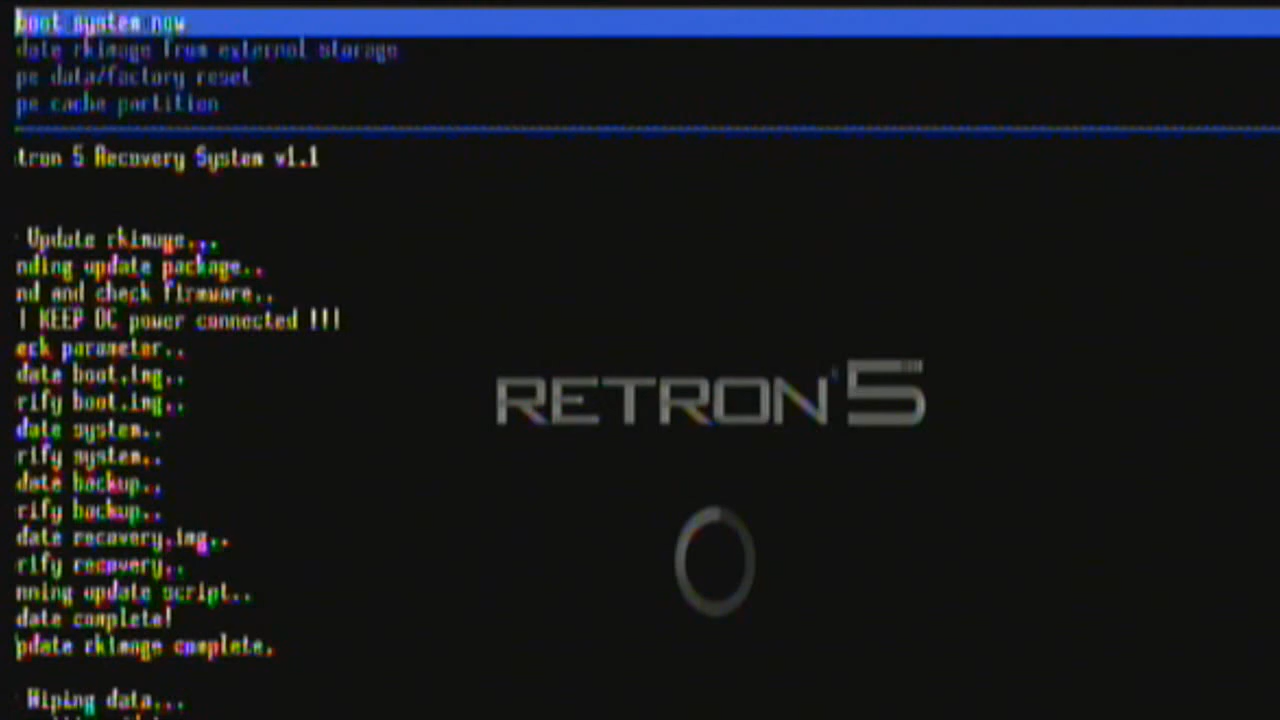 boot system now
date rkimage from external storage
pe data/factory reset
pe cache partition
tron 5 Recovery System v1.1
Update rkimage...
nding update package..
nd and check firmware..
! KEEP DC power connected !!!
eck parameter..
date boot.img..
rify boot.img..
date system..
rify system..
date backup..
rify backup..
date recovery.img..
rify recovery..
nning update script..
date complete!
pdate rkimage complete.
Wiping data...
RETRON 5